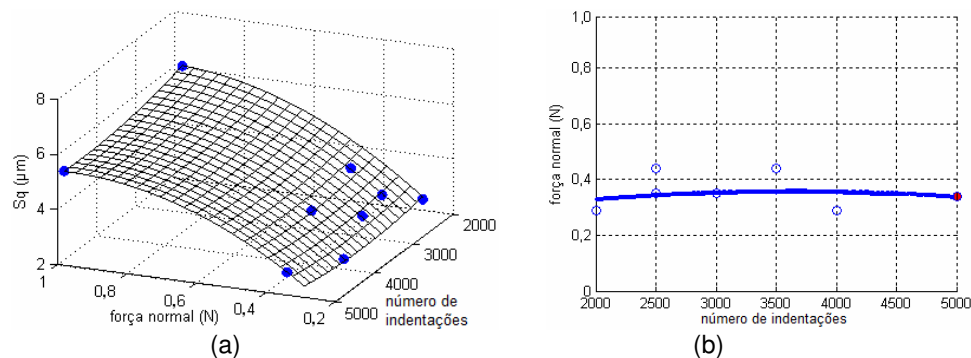 8
6
4
2
Sq (µm)
1
0,8
0,6
0,4
0,2
força normal (N)
2000
3000
4000
5000
número de
indentações
(a)
1,0
0,8
0,6
0,4
0,2
0
força normal (N)
2000 2500 3000 3500 4000 4500 5000
número de indentações
(b)